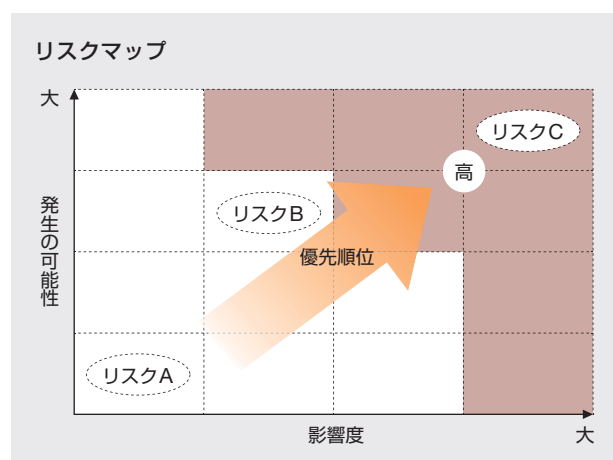 リスクマップ
大
リスクC
高
リスクB
発生の可能性
優先順位
リスクA
影響度
大